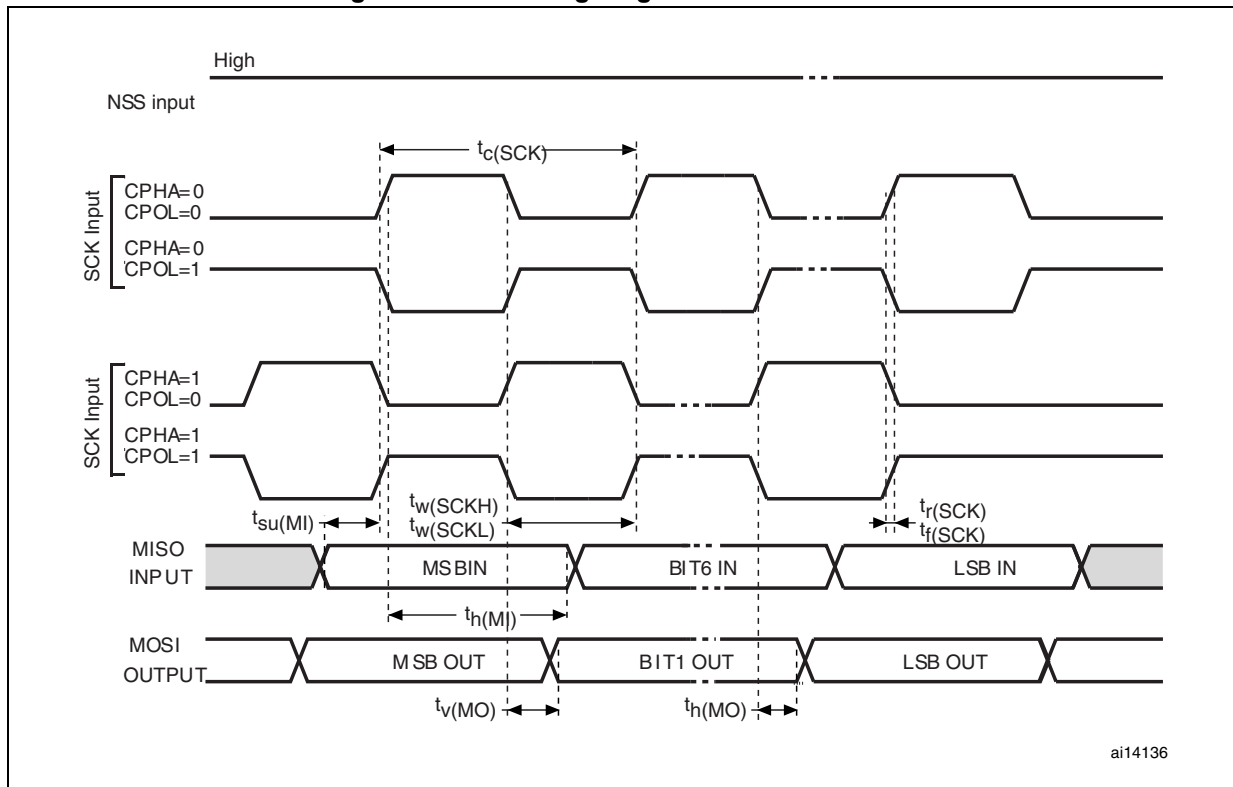 High
NSS input
tc(SCK)
SCK Input
CPHA=0
CPOL=0
CPHA=0
CPOL=1
SCK Input
CPHA=1
CPOL=0
CPHA=1
CPOL=1
tsu(MI)
tw(SCKH)
tw(SCKL)
tr(SCK)
tf(SCK)
MISO
INPUT
MSBIN
BIT6 IN
LSB IN
th(MI)
MOSI
OUTPUT
MSB OUT
BIT1 OUT
LSB OUT
tv(MO)
th(MO)
ai14136